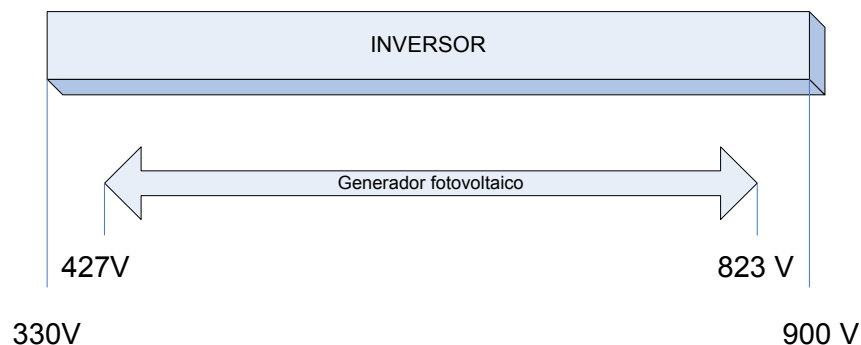 INVERSOR
Generador fotovoltaico
427V
823 V
330V
900 V